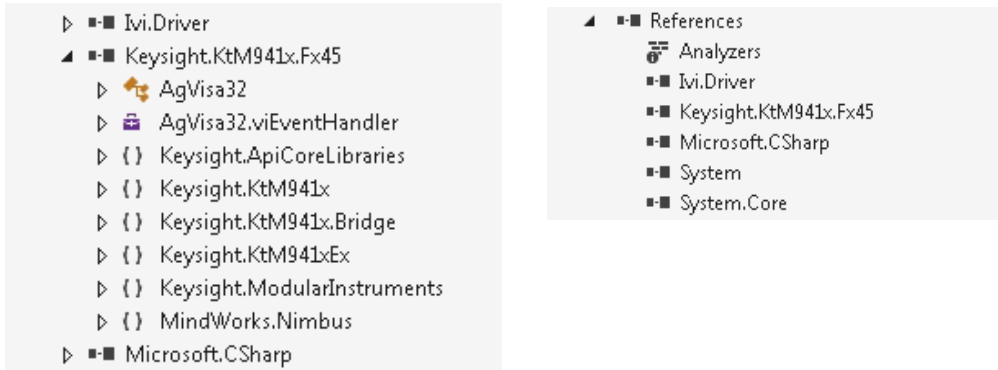 Ivi.Driver
Keysight.KtM941x.Fx45
AgVisa32
AgVisa32.viEventHandler
{ } Keysight.ApiCoreLibraries
{ } Keysight.KtM941x
{ } Keysight.KtM941x.Bridge
{ } Keysight.KtM941xEx
{ } Keysight.ModularInstruments
{ } MindWorks.Nimbus
Microsoft.CSharp
References
Analyzers
Ivi.Driver
Keysight.KtM941x.Fx45
Microsoft.CSharp
System
System.Core